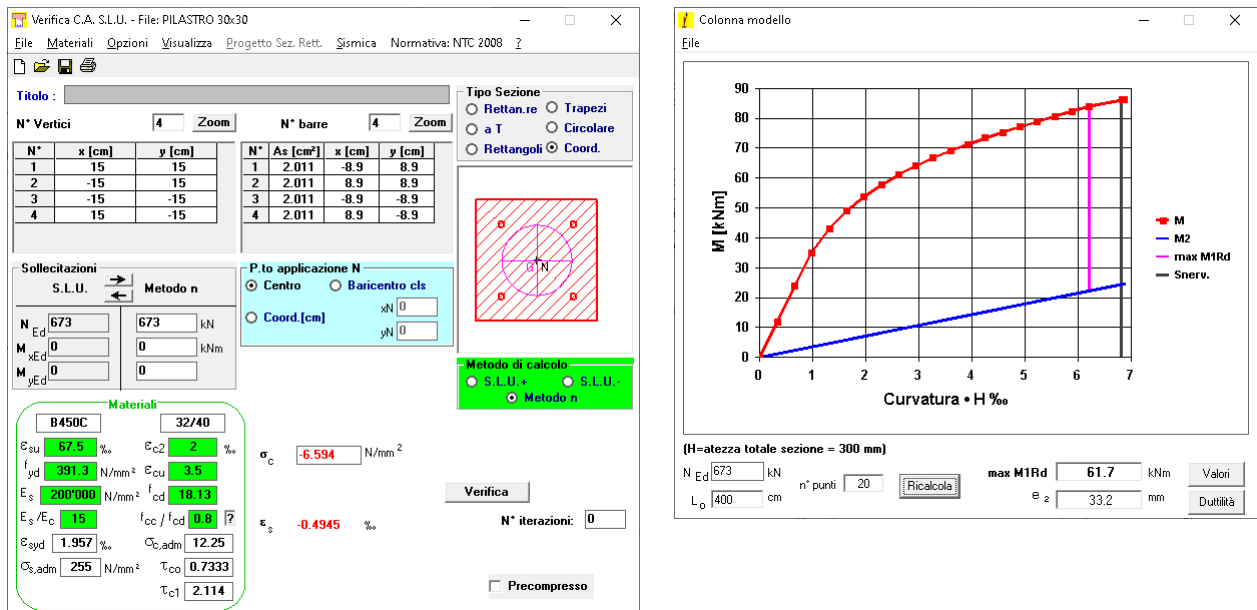 Verifica C.A. S.L.U. - File: PILASTRO 30x30
File Materiali Opzioni Visualizza Progetto Sez. Rett. Sismica Normativa: NTC 2008 ?
Titolo :
N° Vertici 4 Zoom N° barre 4 Zoom
N° x [cm] y [cm]
1 15 15
2 -15 15
3 -15 -15
4 15 -15
N° As [cm²] x [cm] y [cm]
1 2.011 -8.9 8.9
2 2.011 8.9 8.9
3 2.011 -8.9 -8.9
4 2.011 8.9 -8.9
Tipo Sezione
Rettan.re Trapezi
a T Circolare
Rettangoli Coord.
G N
Sollecitazioni
S.L.U. Metodo n
N Ed 673 673 kN
M xEd 0 0 kNm
M yEd 0 0
P.to applicazione N
Centro Baricentro cls
Coord.[cm] xN 0
yN 0
Metodo di calcolo
S.L.U.+ S.L.U.-
Metodo n
Materiali
B450C 32/40
εsu 67.5 ‰ εc2 2 ‰
fyd 391.3 N/mm² εcu 3.5
Es 200'000 N/mm² fcd 18.13
Es /Ec 15 fcc / fcd 0.8 ?
εsyd 1.957 ‰ σc,adm 12.25
σs,adm 255 N/mm² τco 0.7333
τc1 2.114
σc -6.594 N/mm²
εs -0.4945 ‰
Verifica
N° iterazioni: 0
Precompresso
Colonna modello
File
M [kNm]
90
80
70
60
50
40
30
20
10
0
0 1 2 3 4 5 6 7
Curvatura • H ‰
M
M2
max M1Rd
Snerv.
(H=atezza totale sezione = 300 mm)
N Ed 673 kN n° punti 20 Ricalcola max M1Rd 61.7 kNm Valori
Lo 400 cm e2 33.2 mm Duttilità